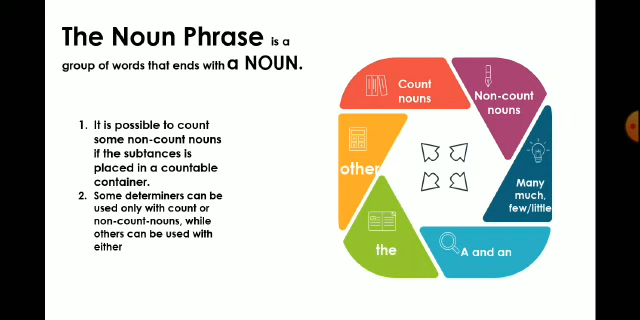 The Noun Phrase is a
group of words that ends with a NOUN.
1. It is possible to count
some non-count nouns
if the subtances is
placed in a countable
container.
2. Some determiners can be
used only with count or
non-count-nouns, while
others can be used with
either
Count
nouns
Non-count
nouns
Many
much,
few/little
A and an
the
other